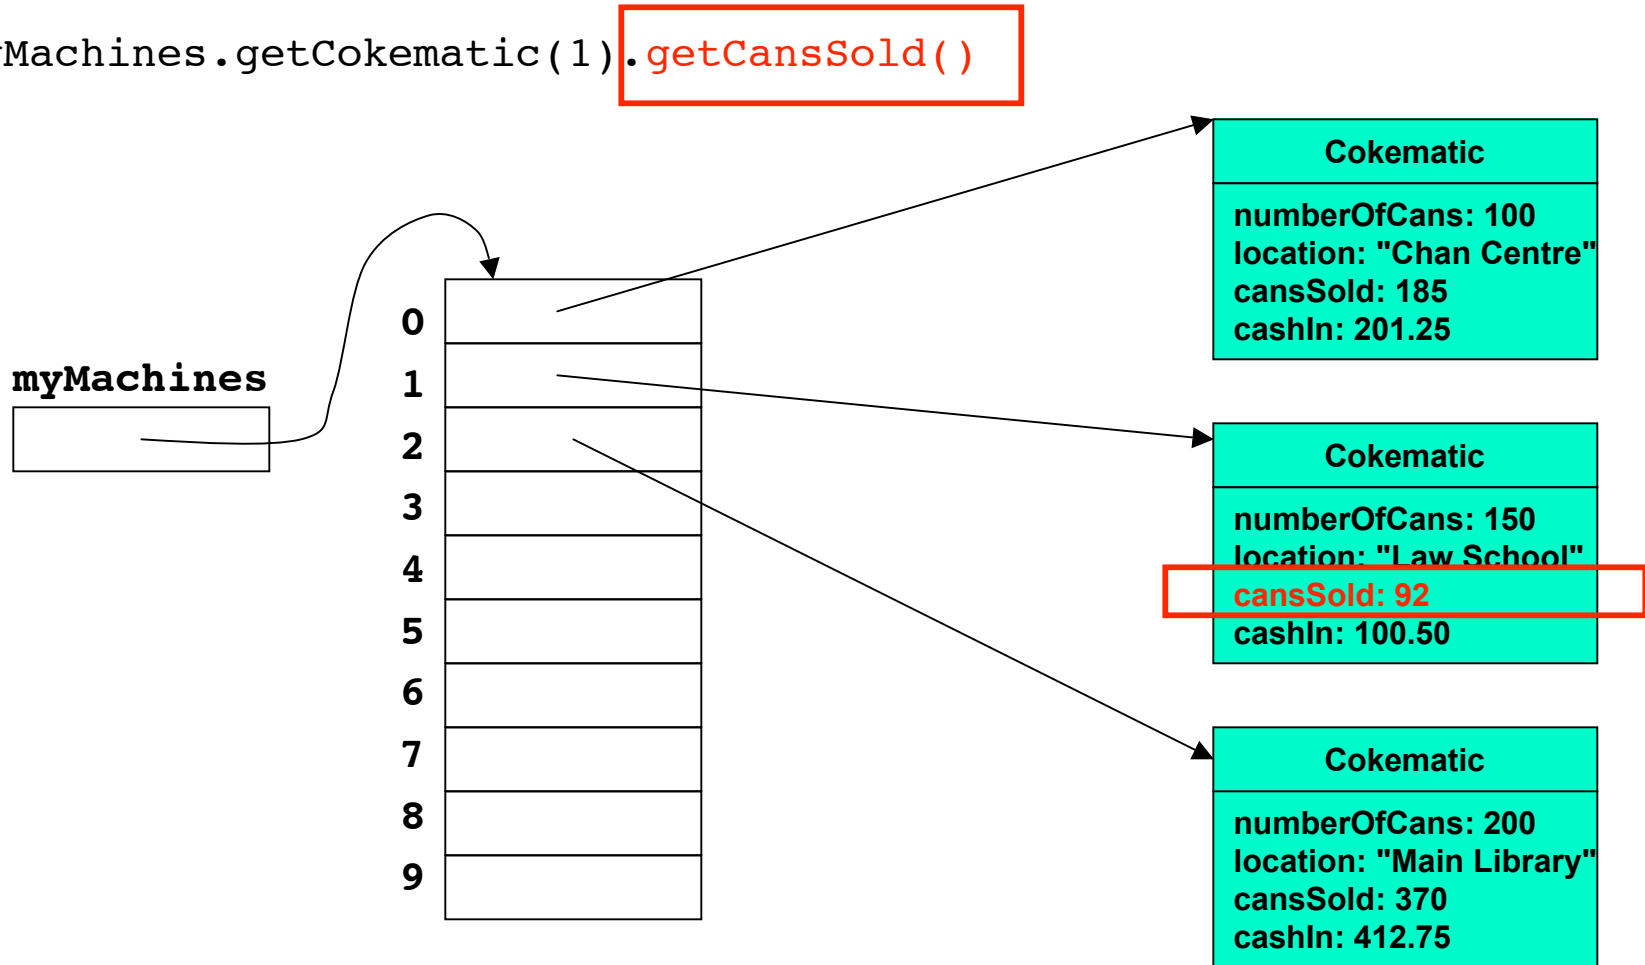 Machines.getCokematic(1).getCansSold()
Cokematic
numberOfCans: 100
location: "Chan Centre"
cansSold: 185
cashIn: 201.25
myMachines
0
1
2
3
4
5
6
7
8
9
Cokematic
numberOfCans: 150
location: "Law School"
cansSold: 92
cashIn: 100.50
Cokematic
numberOfCans: 200
location: "Main Library"
cansSold: 370
cashIn: 412.75